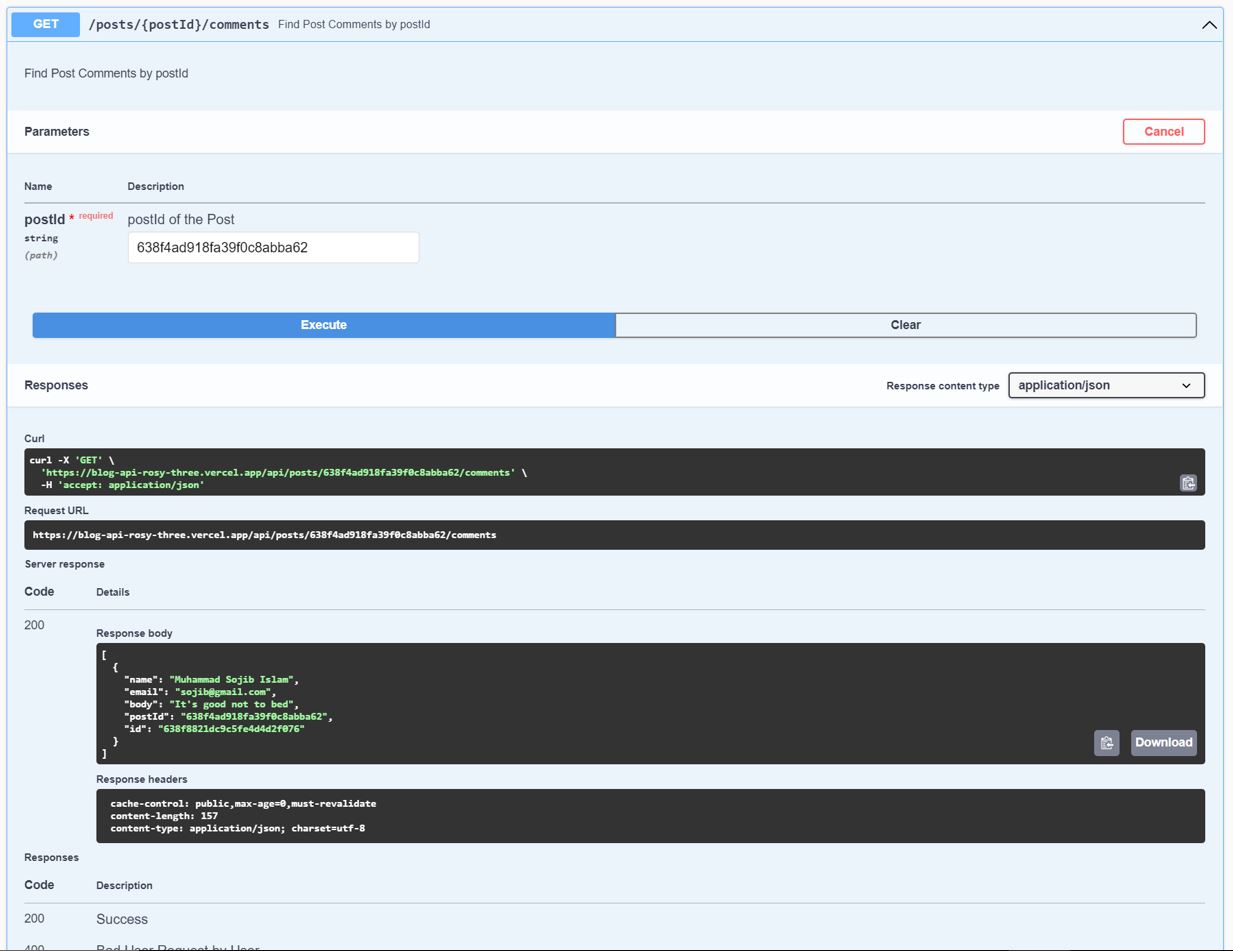 GET /posts/{postId}/comments Find Post Comments by postId
Find Post Comments by postId
Parameters
Cancel
Name Description
postId * required postId of the Post
string
(path)
638f4ad918fa39f0c8abba62
Execute Clear
Responses Response content type application/json
Curl
curl -X 'GET' \
'https://blog-api-rosy-three.vercel.app/api/posts/638f4ad918fa39f0c8abba62/comments' \
-H 'accept: application/json'
Request URL
https://blog-api-rosy-three.vercel.app/api/posts/638f4ad918fa39f0c8abba62/comments
Server response
Code Details
200
Response body
[
{
"name": "Muhammad Sojib Islam",
"email": "sojib@gmail.com",
"body": "It's good not to bed",
"postId": "638f4ad918fa39f0c8abba62",
"id": "638f8821dc9c5fe4d4d2f076"
}
]
Download
Response headers
cache-control: public,max-age=0,must-revalidate
content-length: 157
content-type: application/json; charset=utf-8
Responses
Code Description
200 Success
400 Bad User Request by User